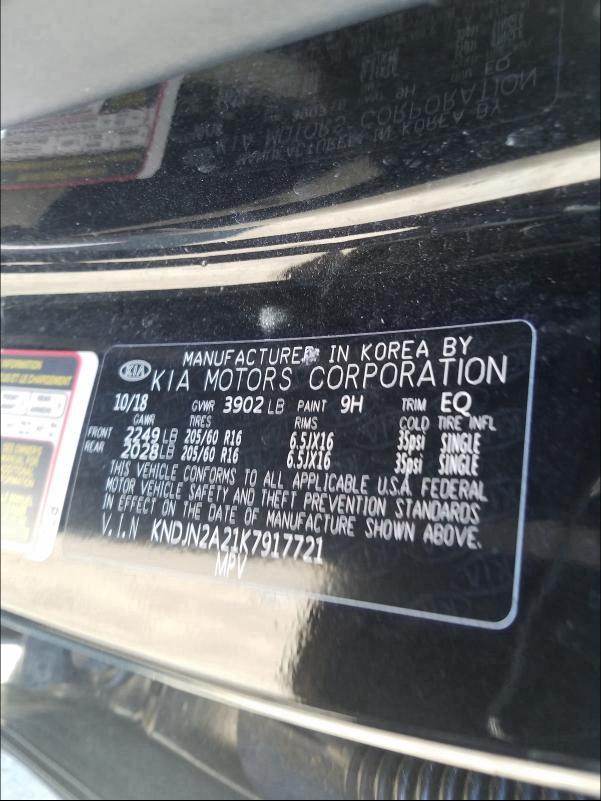 MANUFACTURED IN KOREA BY
KIA KIA MOTORS CORPORATION
10/18 GVWR 3902 LB PAINT 9H TRIM EQ
GAWR TIRES RIMS COLD TIRE INFL
FRONT 2249 LB 205/60 R16 6.5JX16 35psi SINGLE
REAR 2028 LB 205/60 R16 6.5JX16 35psi SINGLE
THIS VEHICLE CONFORMS TO ALL APPLICABLE U.S.A. FEDERAL
MOTOR VEHICLE SAFETY AND THEFT PREVENTION STANDARDS
IN EFFECT ON THE DATE OF MANUFACTURE SHOWN ABOVE.
V.I.N KNDJN2A21K7917721
MPV